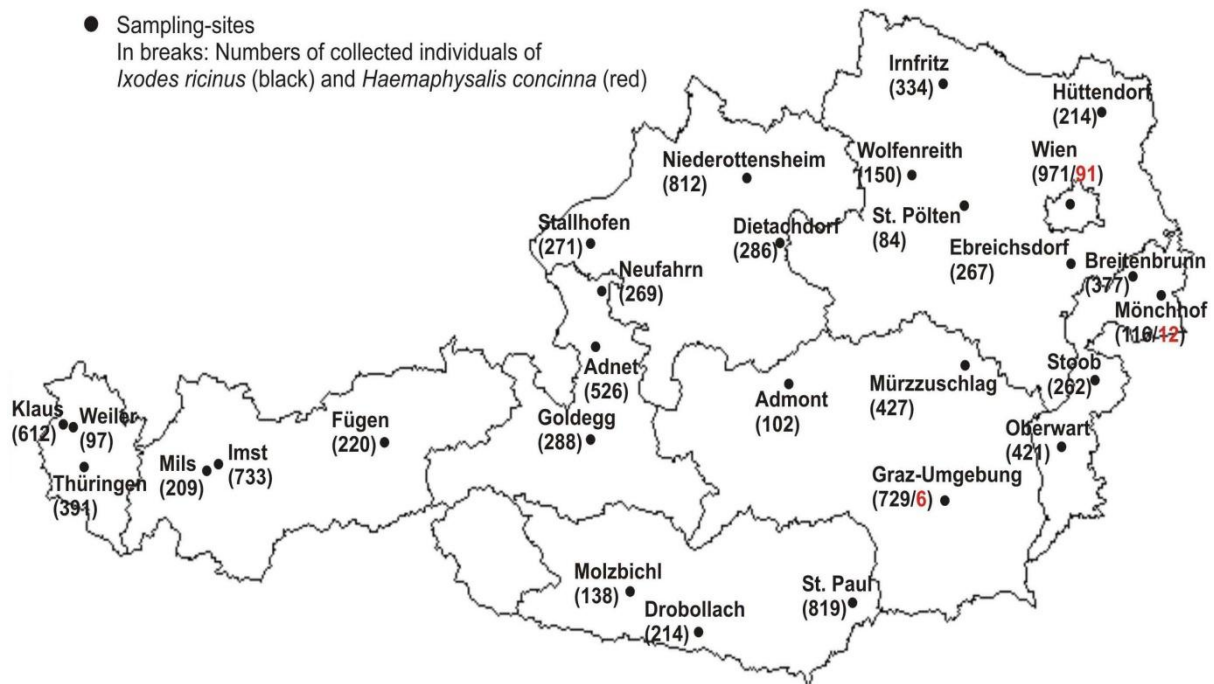 Sampling-sites
In breaks: Numbers of collected individuals of
Ixodes ricinus (black) and Haemaphysalis concinna (red)
Irnfritz
(334)
Hüttendorf
(214)
Niederottensheim
(812)
Wolfenreith
(1150)
Wien
(971/91)
St. Pölten
(84)
Stallhofen
(271)
Dietachdorf
(286)
Ebreichsdorf
(267)
Breitenbrunn
(377)
Neufahrn
(269)
Mönchhof
(116/12)
Adnet
(526)
Admont
(102)
Mürzzuschlag
(427)
Stoob
(262)
Klaus
(612)
Weiler
(97)
Fügen
(220)
Goldegg
(288)
Oberwart
(421)
Thüringen
(391)
Mils
(209)
Imst
(733)
Graz-Umgebung
(729/6)
Molzbichl
(138)
Drobollach
(214)
St. Paul
(819)